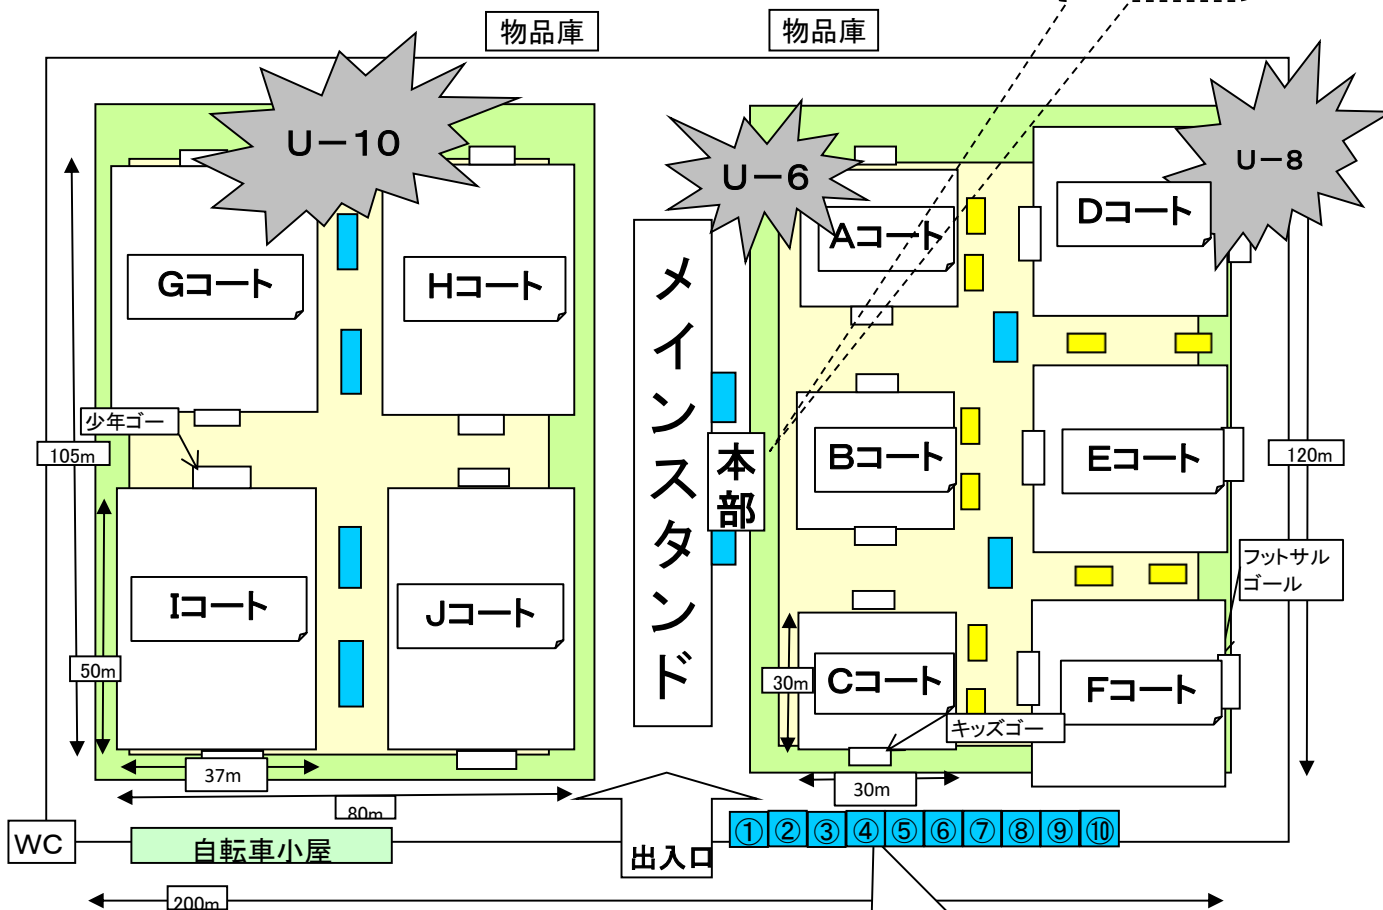 物品庫
物品庫
U−10
U−6
U−8
Gコート
Hコート
Aコート
Dコート
メインスタンド
少年ゴー
105m
本部
Bコート
Eコート
120m
フットサル
ゴール
Iコート
Jコート
50m
30m
Cコート
Fコート
キッズゴー
37m
30m
80m
WC
自転車小屋
出入口
①②③④⑤⑥⑦⑧⑨⑩
200m